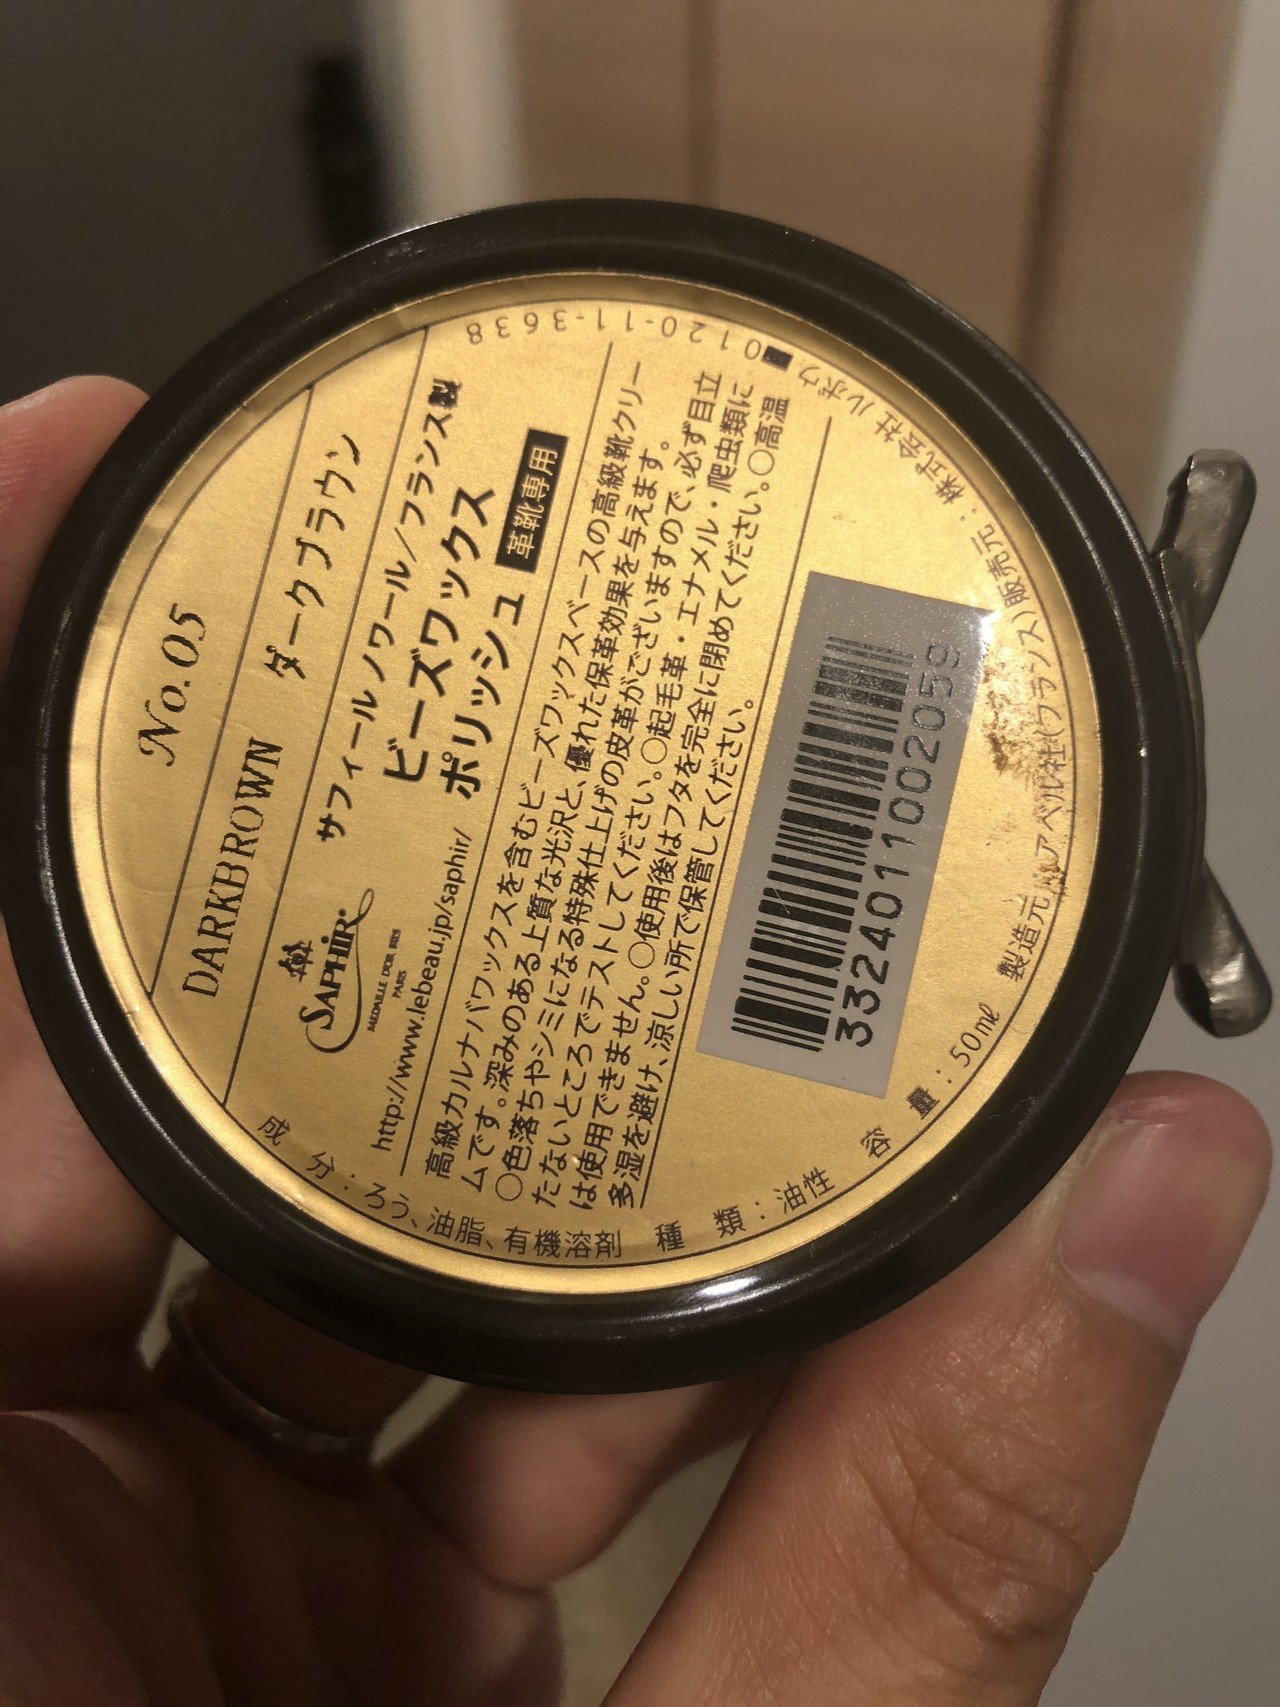 No.05
DARKBROWN ダークブラウン
SAPHIR
MEDAILLE D'OR 1925
PARIS
サフィールノワール/フランス製
ビーズワックス
ポリッシュ
革靴専用
http://www.lebeau.jp/saphir/
高級カルナバワックスを含むビーズワックスベースの高級靴クリー
ムです。深みのある上質な光沢と、優れた保革効果を与えます。
○色落ちやシミになる特殊仕上げの皮革がございますので、必ず目立
たないところでテストしてください。○起毛革・エナメル・爬虫類に
は使用できません。○使用後はフタを完全に閉めてください。○高温
多湿を避け、涼しい所で保管してください。
3324011002059
成分:ろう、油脂、有機溶剤 種類:油性 容量:50ml 製造元:アベル社(フランス)販売元:株式会社ルボウ
0120-11-3638